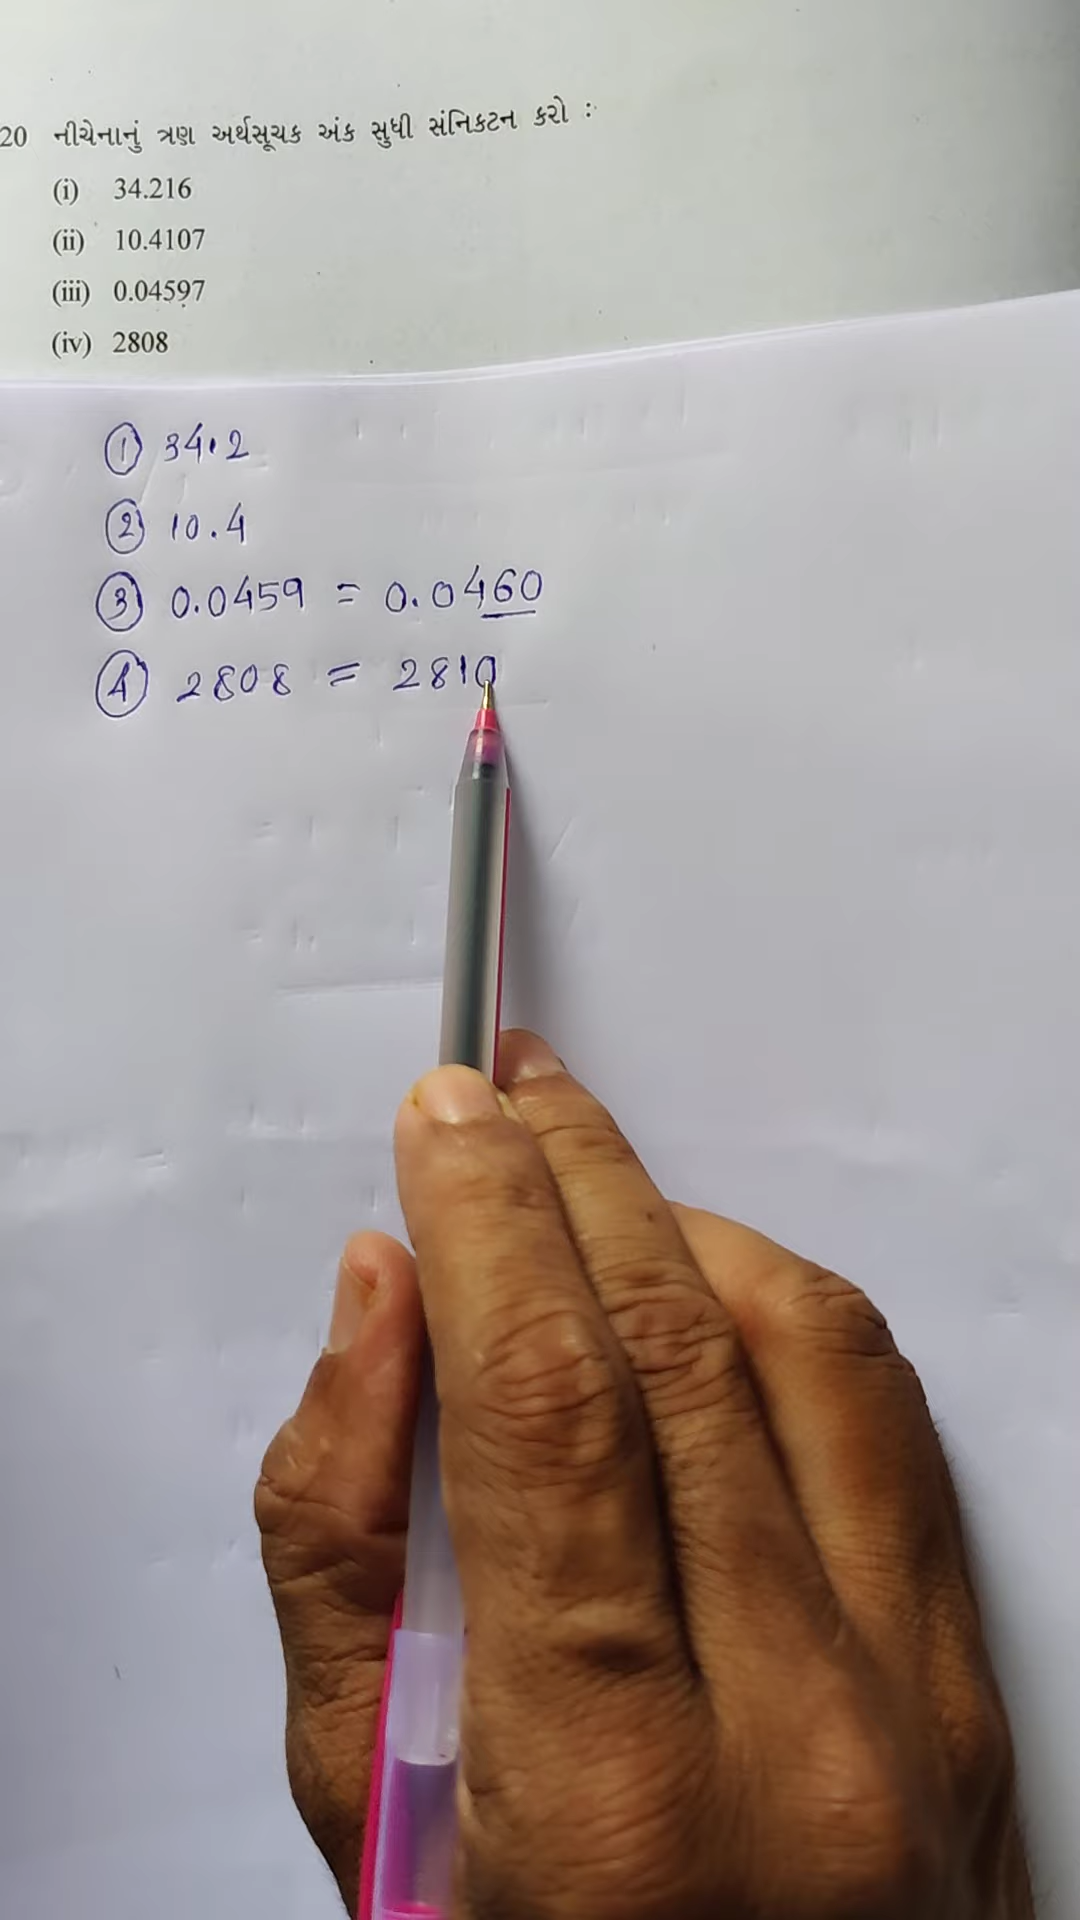 20 નીચેનાનું ત્રણ અર્થસૂચક અંક સુધી સંનિકટન કરો :
(i) 34.216
(ii) 10.4107
(iii) 0.04597
(iv) 2808
① 34.2
② 10.4
③ 0.0459 = 0.0460
④ 2808 = 2810